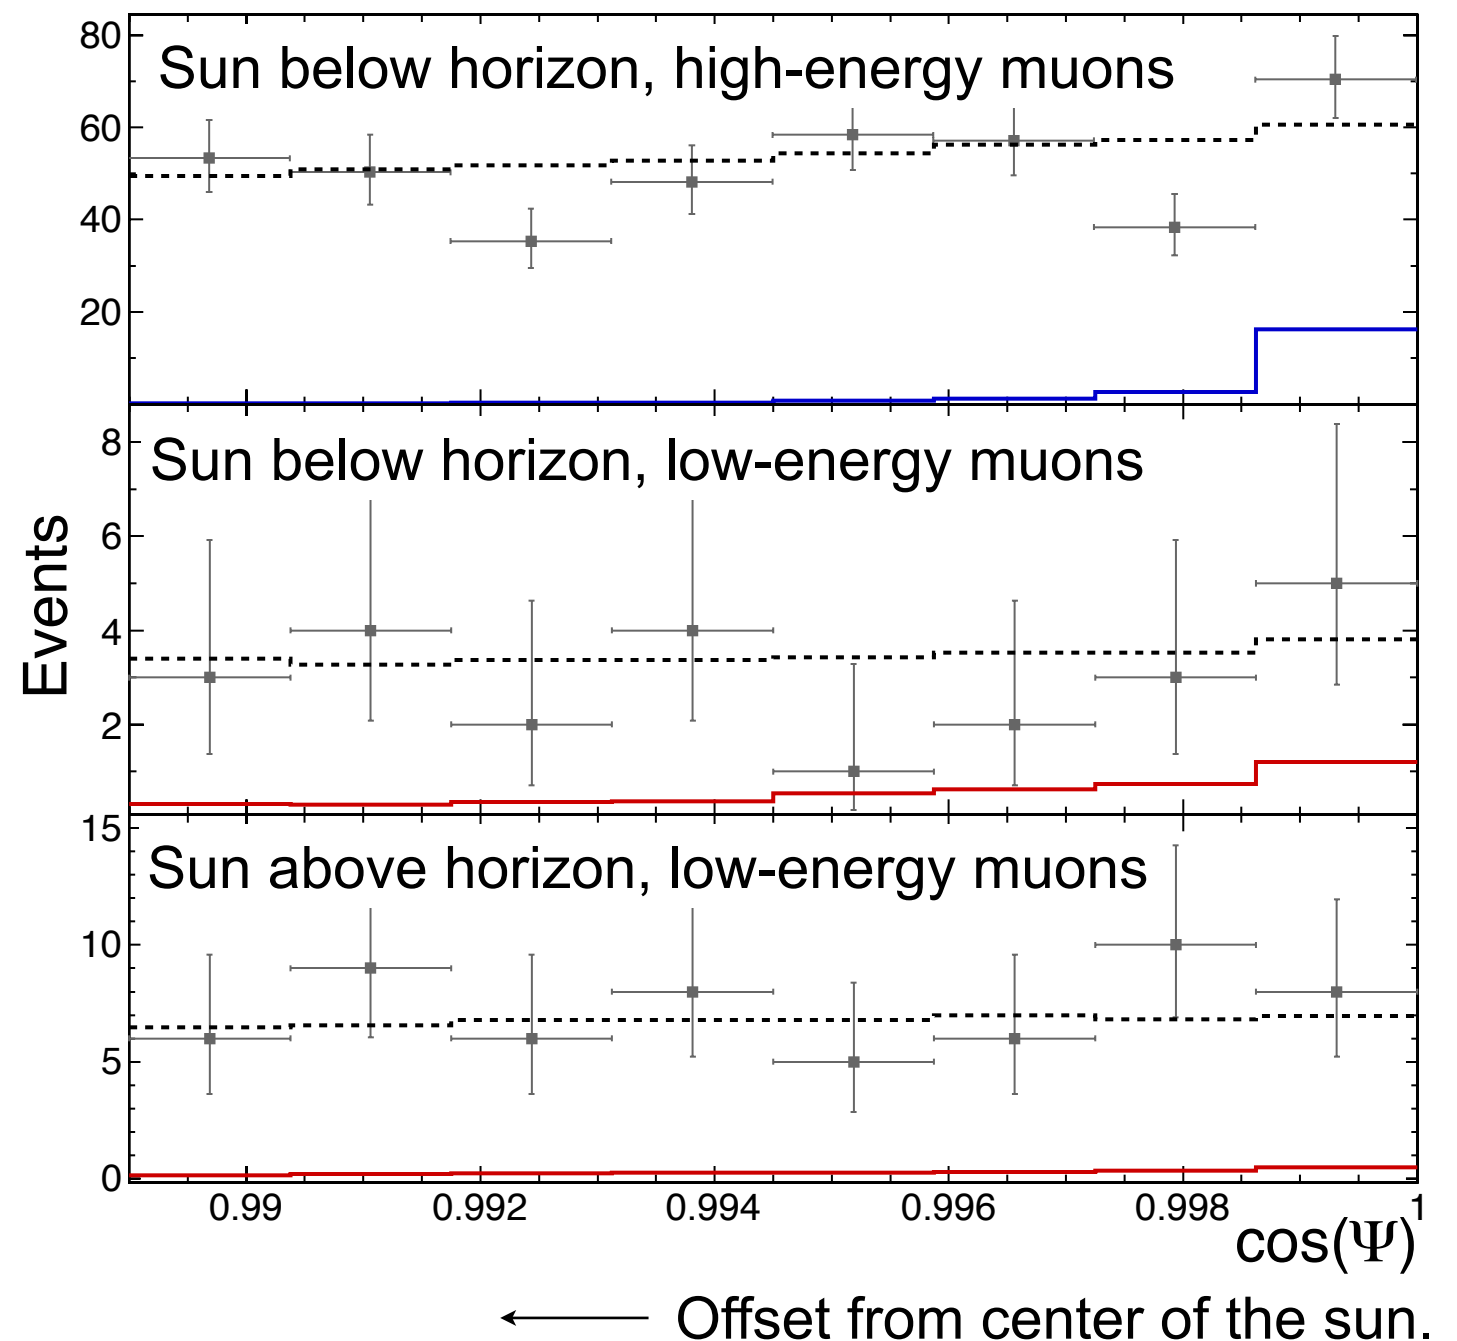 Sun below horizon, high-energy muons
80
60
40
20
Sun below horizon, low-energy muons
8
6
4
2
Events
Sun above horizon, low-energy muons
15
10
5
0
0.99 0.992 0.994 0.996 0.998 1
cos(Ψ)
Offset from center of the sun.